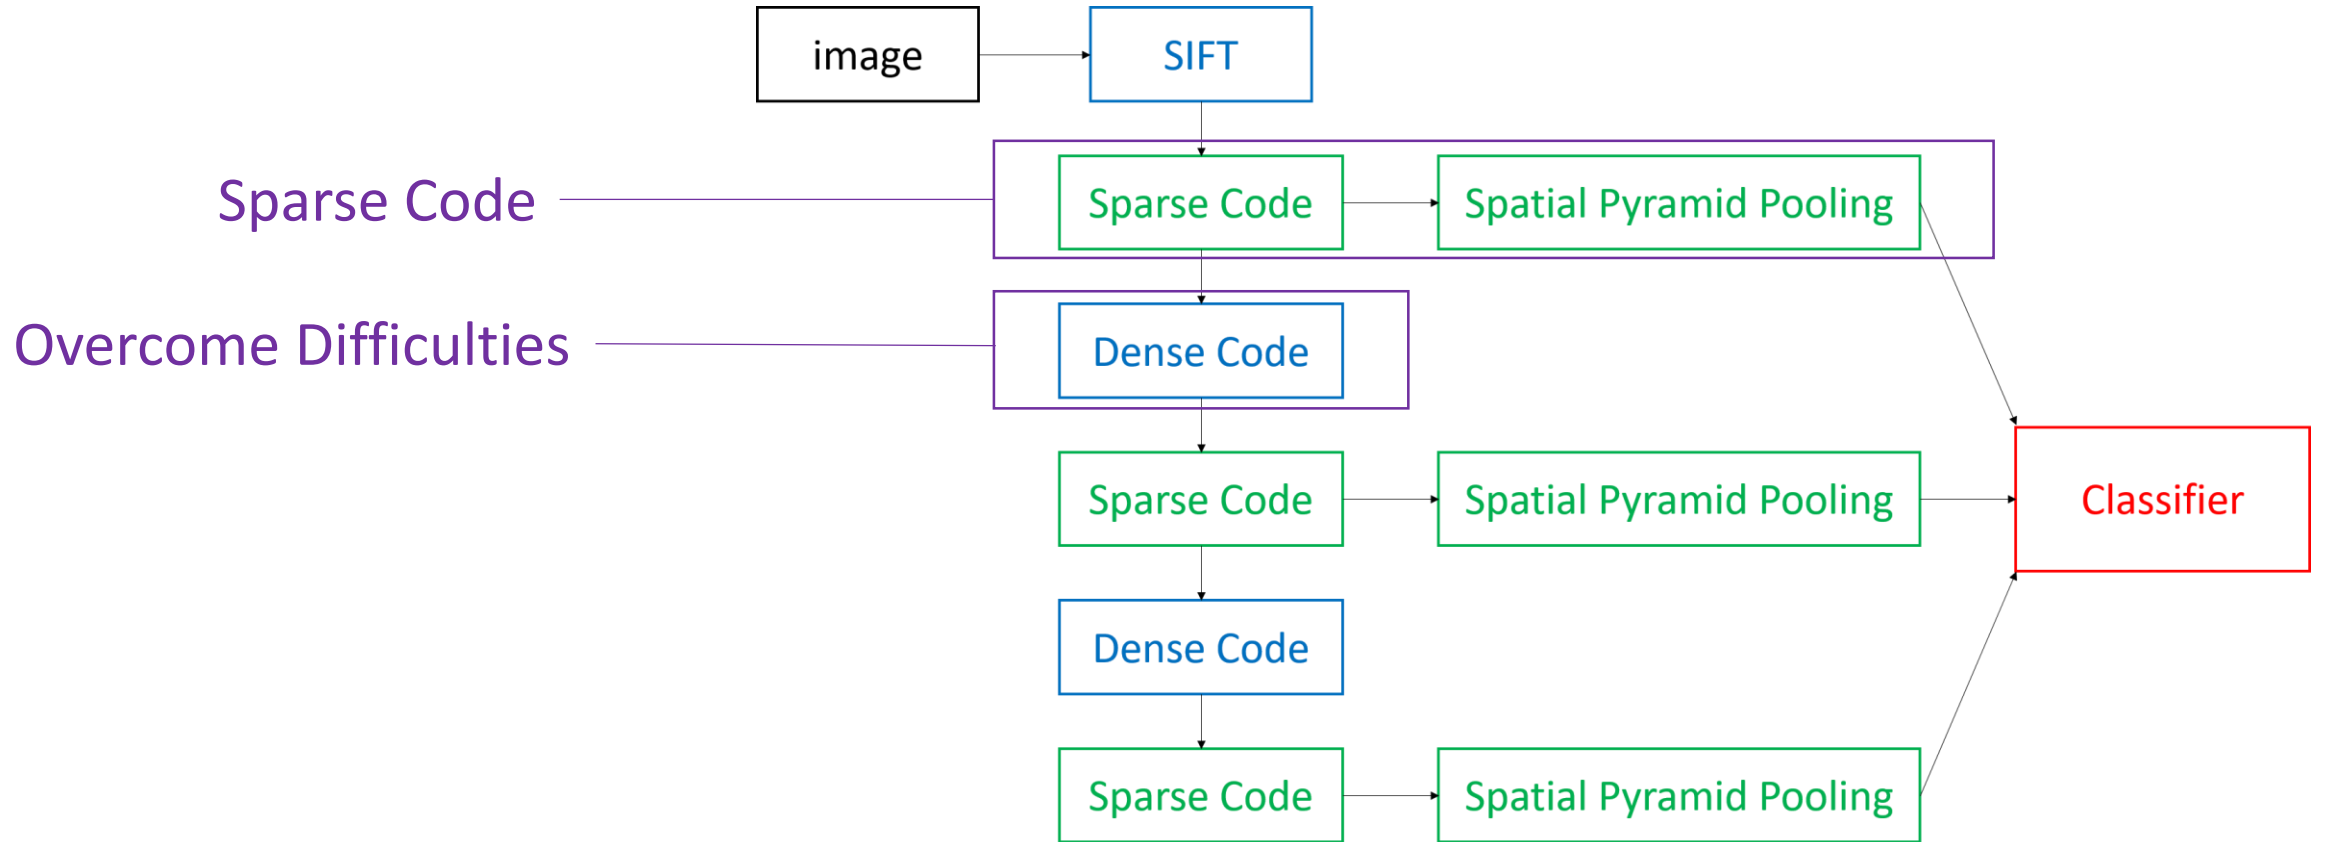 image
SIFT
Sparse Code
Sparse Code
Spatial Pyramid Pooling
Overcome Difficulties
Dense Code
Sparse Code
Spatial Pyramid Pooling
Classifier
Dense Code
Sparse Code
Spatial Pyramid Pooling